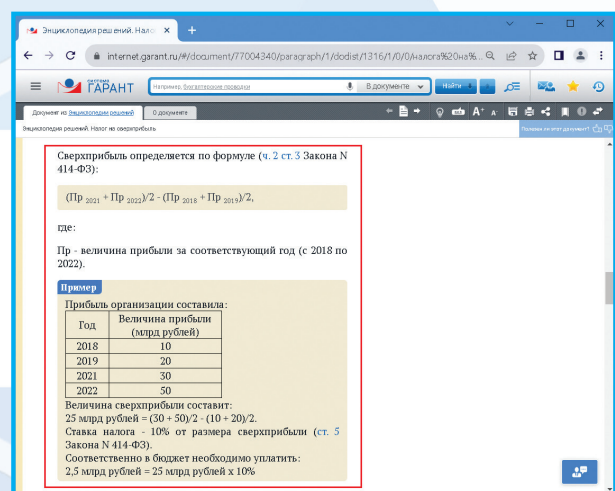 Энциклопедия решений. Нало
internet.garant.ru/#/document/77004340/paragraph/1/dodist/1316/1/0/0/налога%20на%...
СИСТЕМА
ГАРАНТ
Например, бухгалтерские проводки
В документе
Найти
Документ из Энциклопедии решений
О документе
A+ A-
Энциклопедия решений. Налог на сверхприбыль
Полезен ли этот документ?
Сверхприбыль определяется по формуле (ч. 2 ст. 3 Закона N
414-ФЗ):
(Пр 2021 + Пр 2022)/2 - (Пр 2018 + Пр 2019)/2,
где:
Пр - величина прибыли за соответствующий год (с 2018 по
2022).
Пример
Прибыль организации составила:
Год Величина прибыли
(млрд рублей)
2018 10
2019 20
2021 30
2022 50
Величина сверхприбыли составит:
25 млрд рублей = (30 + 50)/2 - (10 + 20)/2.
Ставка налога - 10% от размера сверхприбыли (ст. 5
Закона N 414-ФЗ).
Соответственно в бюджет необходимо уплатить:
2,5 млрд рублей = 25 млрд рублей x 10%